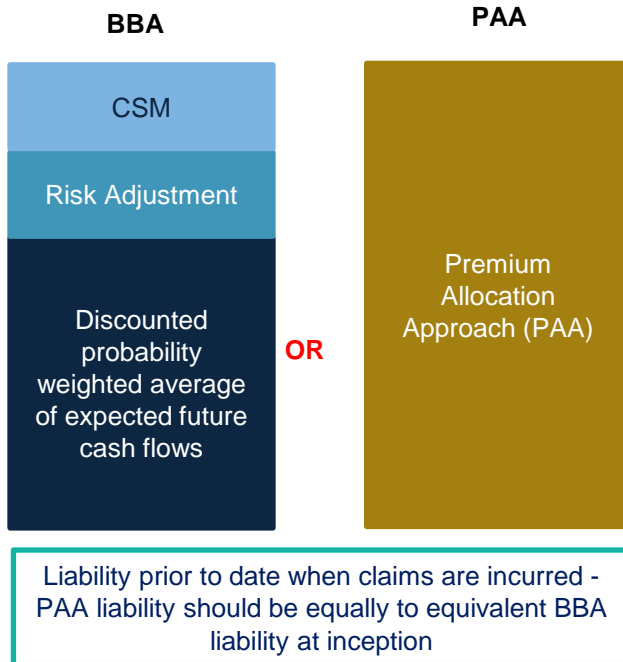 BBA
PAA
CSM
Risk Adjustment
Discounted
probability
weighted average
of expected future
cash flows
OR
Premium
Allocation
Approach (PAA)
Liability prior to date when claims are incurred -
PAA liability should be equally to equivalent BBA
liability at inception